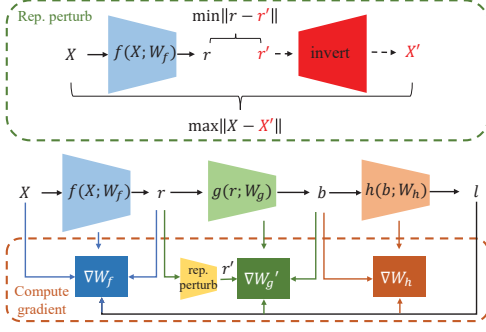 Rep. perturb
min‖r − r′‖
X f(X; W_f) r r′ invert X′
max‖X − X′‖
X f(X; W_f) r g(r; W_g) b h(b; W_h) l
∇W_f rep. perturb r′ ∇W_g′ ∇W_h
Compute gradient